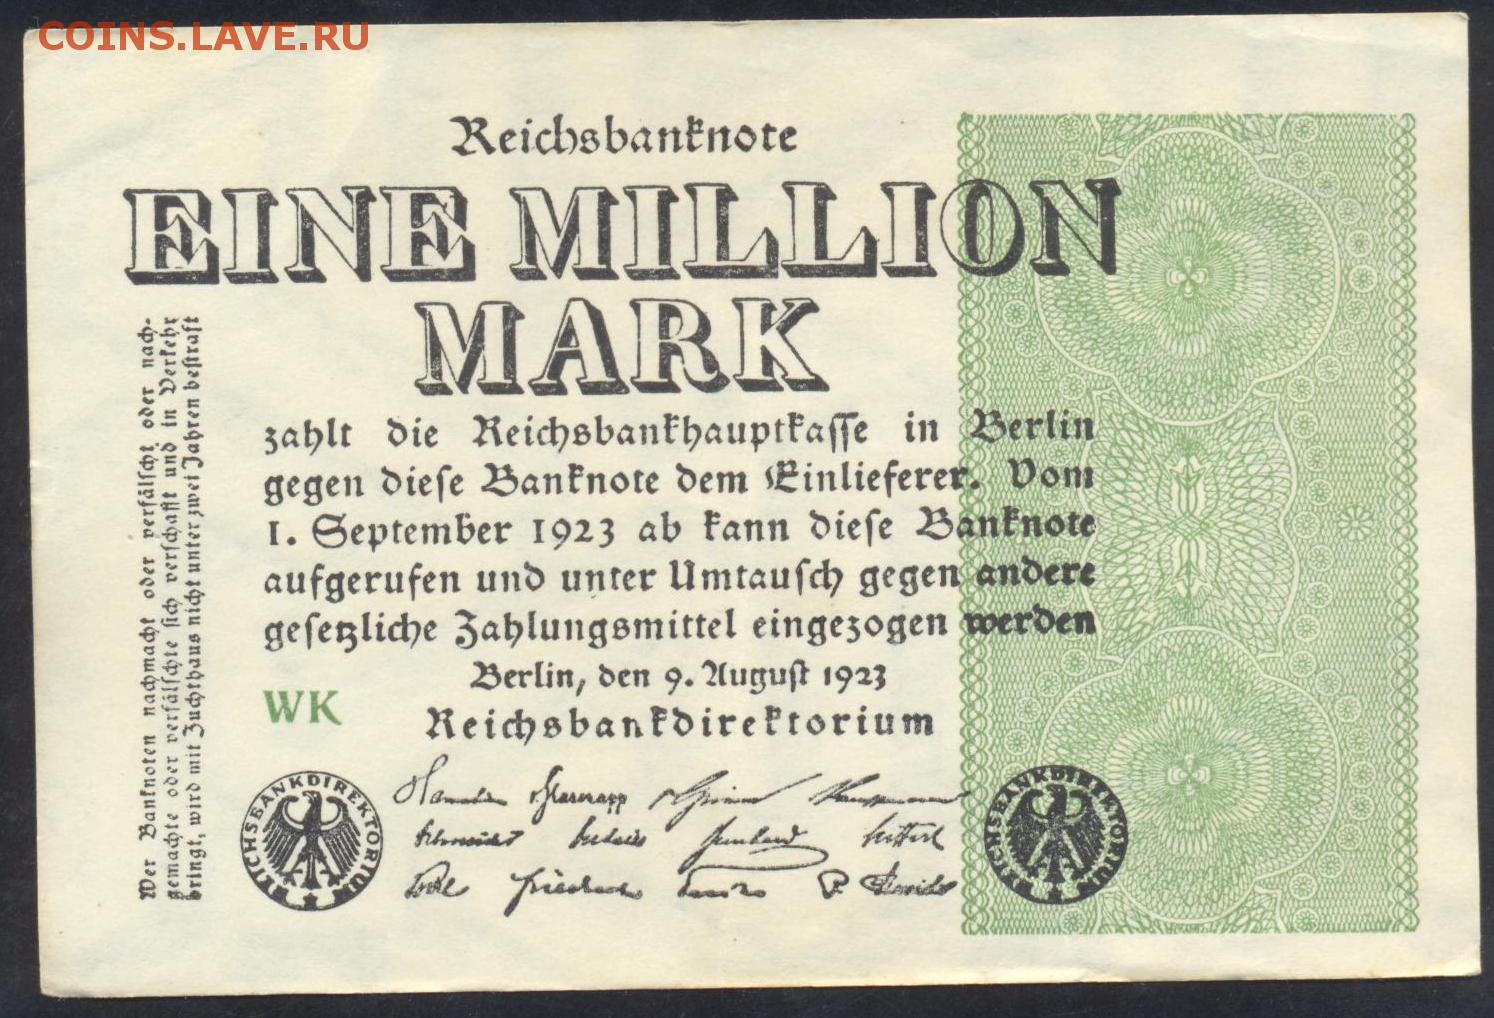 COINS.LAVE.RU
Reichsbanknote
EINE MILLION
MARK
zahlt die Reichsbankhauptkasse in Berlin
gegen diese Banknote dem Einlieferer. Vom
1. September 1923 ab kann diese Banknote
aufgerufen und unter Umtausch gegen andere
gesetzliche Zahlungsmittel eingezogen werden
Berlin, den 9. August 1923
Reichsbankdirektorium
WK
Wer Banknoten nachmacht oder verfälscht oder nach-
gemachte oder verfälschte sich verschafft und in Verkehr
bringt, wird mit Zuchthaus nicht unter zwei Jahren bestraft
REICHSBANKDIREKTORIUM
REICHSBANKDIREKTORIUM